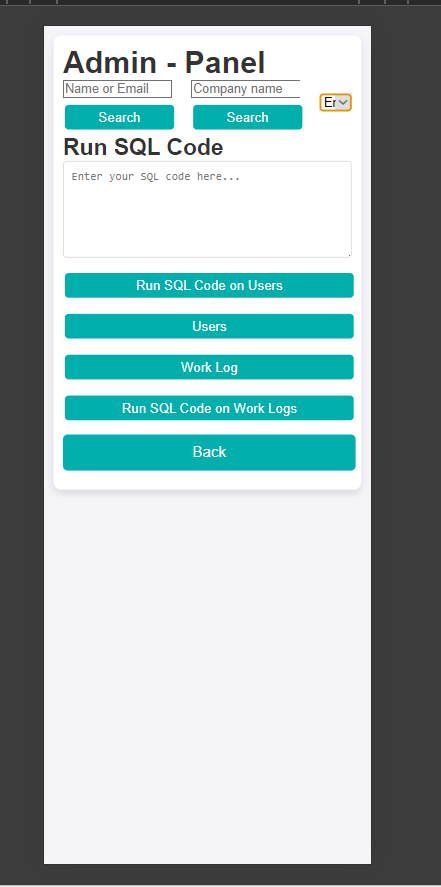 Admin - Panel
Name or Email
Company name
Er
Search
Search
Run SQL Code
Enter your SQL code here...
Run SQL Code on Users
Users
Work Log
Run SQL Code on Work Logs
Back